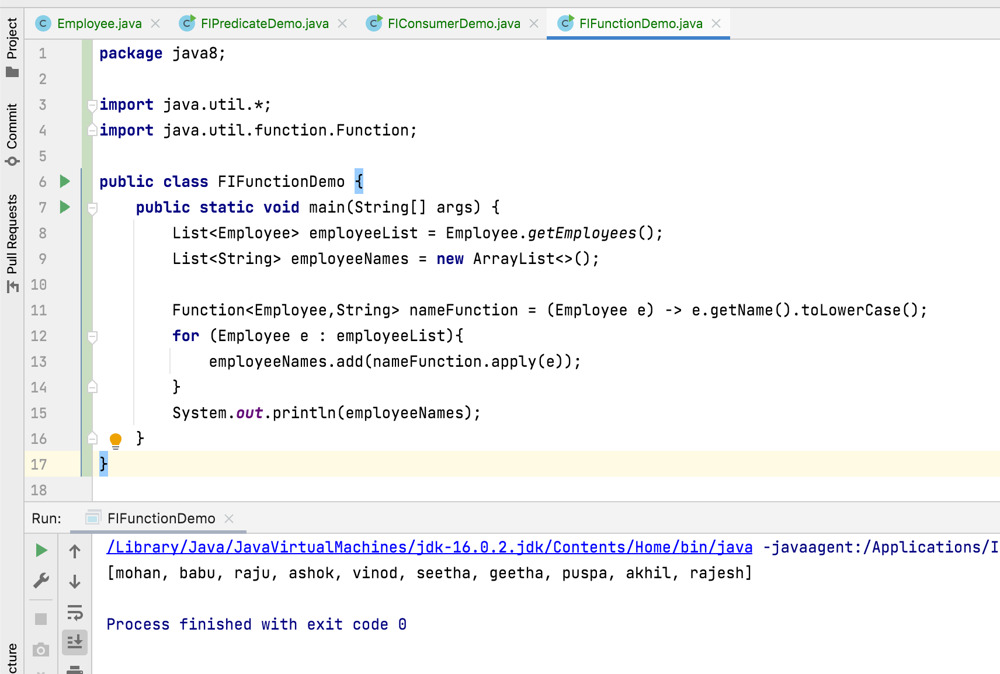 Employee.java FIPredicateDemo.java FIConsumerDemo.java FIFunctionDemo.java
Project
Commit
Pull Requests
cture
1 package java8;
2
3 import java.util.*;
4 import java.util.function.Function;
5
6 public class FIFunctionDemo {
7     public static void main(String[] args) {
8         List<Employee> employeeList = Employee.getEmployees();
9         List<String> employeeNames = new ArrayList<>();
10
11         Function<Employee,String> nameFunction = (Employee e) -> e.getName().toLowerCase();
12         for (Employee e : employeeList){
13             employeeNames.add(nameFunction.apply(e));
14         }
15         System.out.println(employeeNames);
16     }
17 }
18
Run: FIFunctionDemo
/Library/Java/JavaVirtualMachines/jdk-16.0.2.jdk/Contents/Home/bin/java -javaagent:/Applications/I
[mohan, babu, raju, ashok, vinod, seetha, geetha, puspa, akhil, rajesh]
Process finished with exit code 0